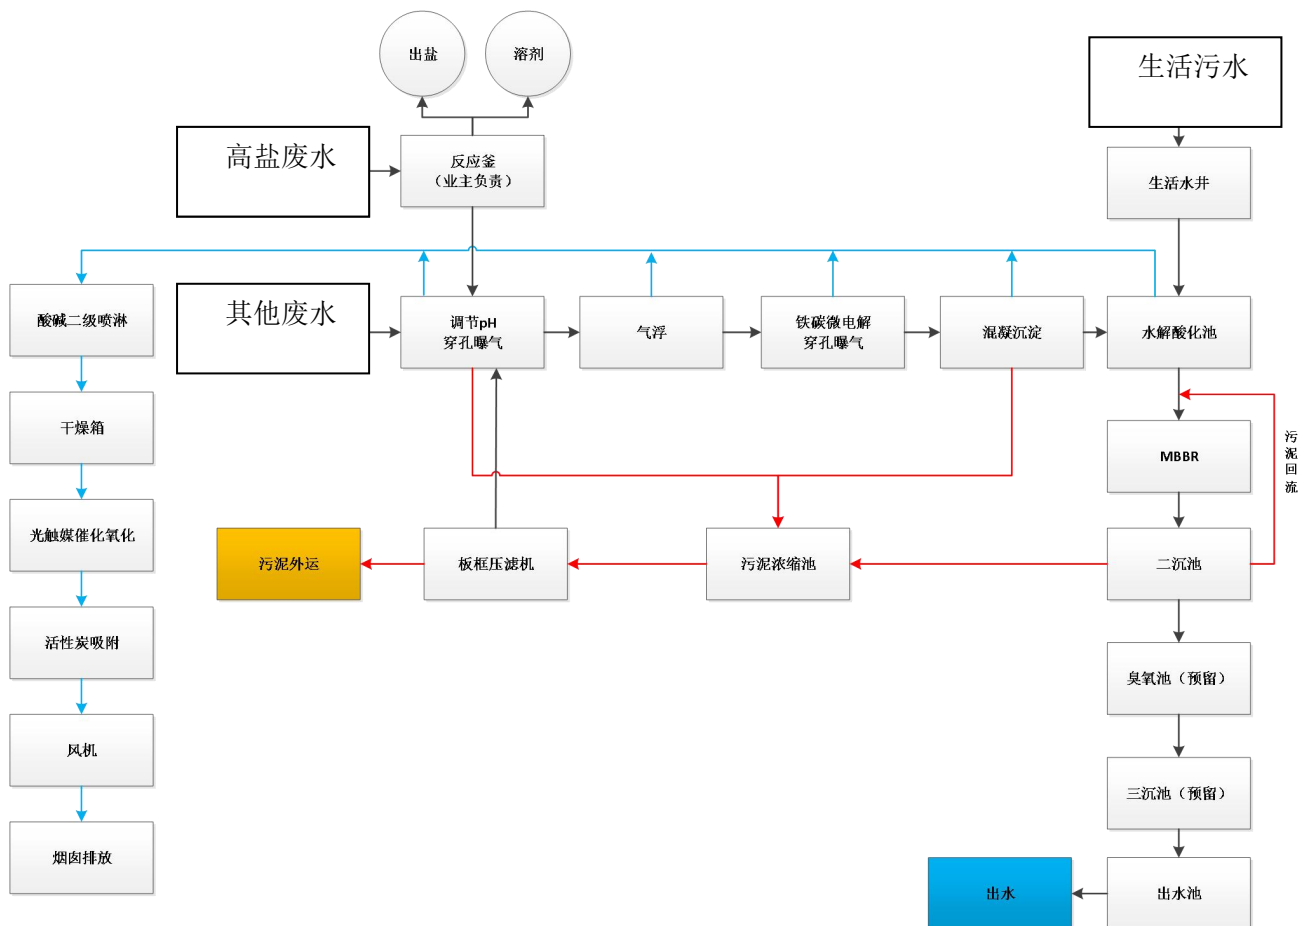 出盐
溶剂
生活污水
高盐废水
反应釜
（业主负责）
生活水井
其他废水
酸碱二级喷淋
调节pH
穿孔曝气
气浮
铁碳微电解
穿孔曝气
混凝沉淀
水解酸化池
干燥箱
MBBR
污
泥
回
流
光触媒催化氧化
污泥外运
板框压滤机
污泥浓缩池
二沉池
活性炭吸附
臭氧池（预留）
风机
三沉池（预留）
烟囱排放
出水
出水池